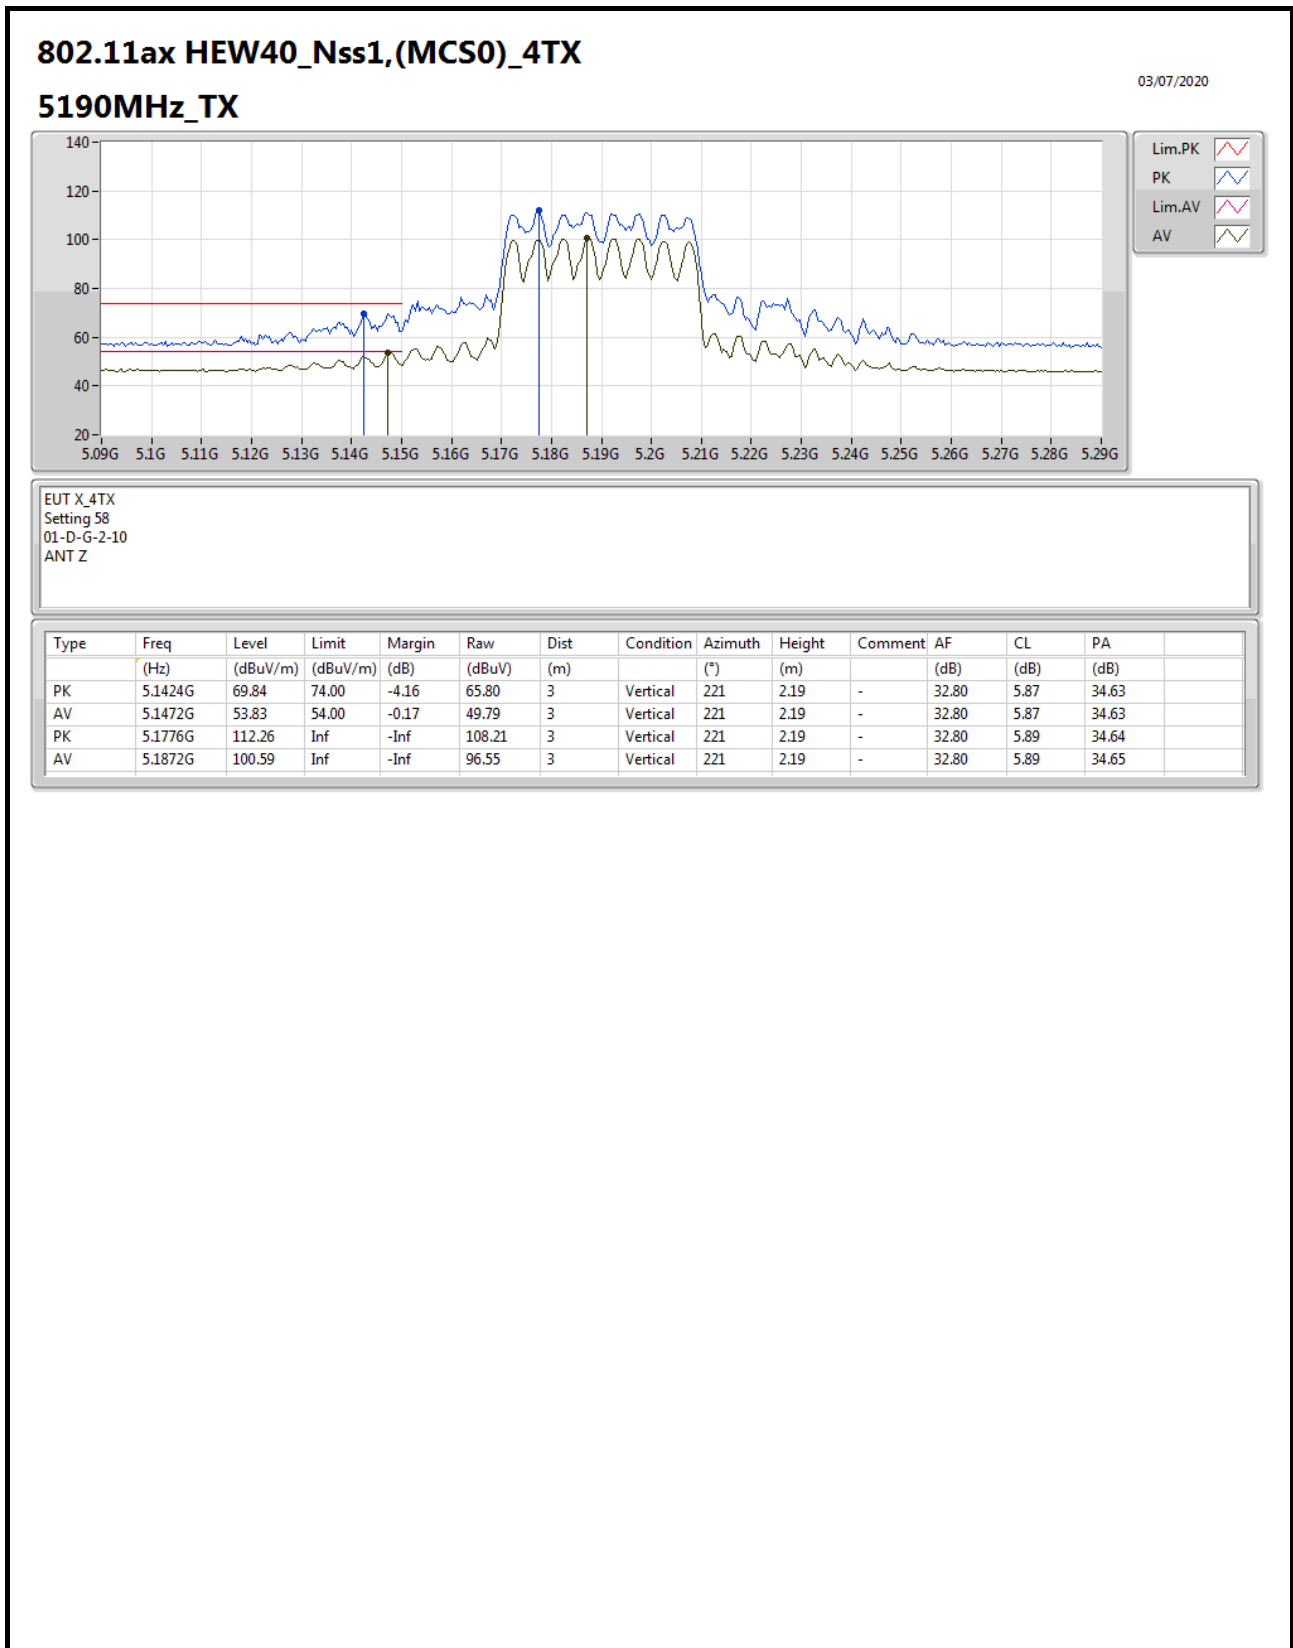 802.11ax HEW40_Nss1,(MCS0)_4TX
03/07/2020
5190MHz_TX
140
120
100
80
60
40
20
5.09G 5.1G 5.11G 5.12G 5.13G 5.14G 5.15G 5.16G 5.17G 5.18G 5.19G 5.2G 5.21G 5.22G 5.23G 5.24G 5.25G 5.26G 5.27G 5.28G 5.29G
Lim.PK
PK
Lim.AV
AV
EUT X_4TX
Setting 58
01-D-G-2-10
ANT Z
Type Freq Level Limit Margin Raw Dist Condition Azimuth Height Comment AF CL PA
(Hz) (dBuV/m) (dBuV/m) (dB) (dBuV) (m) (°) (m) (dB) (dB) (dB)
PK 5.1424G 69.84 74.00 -4.16 65.80 3 Vertical 221 2.19 - 32.80 5.87 34.63
AV 5.1472G 53.83 54.00 -0.17 49.79 3 Vertical 221 2.19 - 32.80 5.87 34.63
PK 5.1776G 112.26 Inf -Inf 108.21 3 Vertical 221 2.19 - 32.80 5.89 34.64
AV 5.1872G 100.59 Inf -Inf 96.55 3 Vertical 221 2.19 - 32.80 5.89 34.65